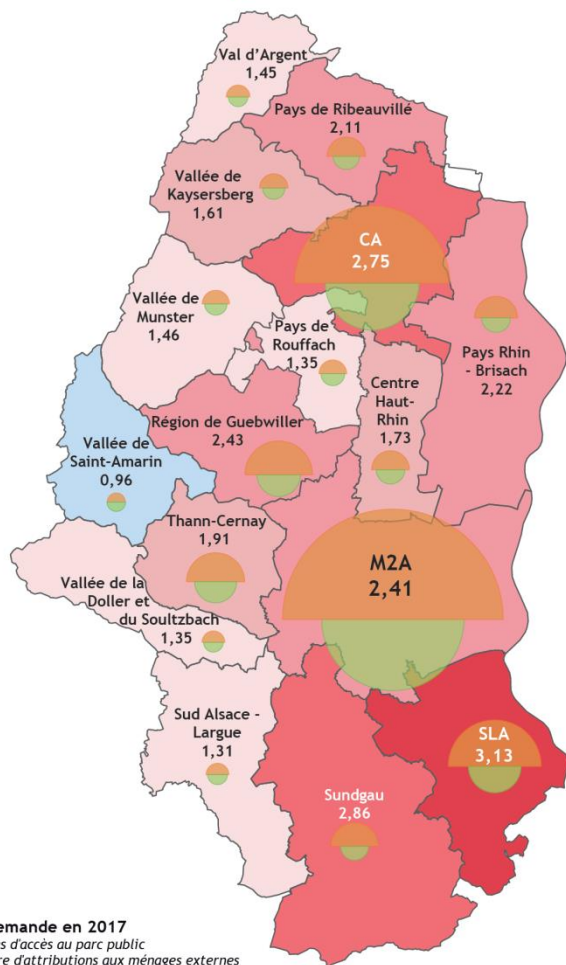 Val d'Argent
1,45
Pays de Ribeauvillé
2,11
Vallée de
Kaysersberg
1,61
CA
2,75
Vallée de
Munster
1,46
Pays de
Rouffach
1,35
Pays Rhin
- Brisach
2,22
Centre
Haut-
Rhin
1,73
Région de Guebwiller
2,43
Vallée de
Saint-Amarin
0,96
Thann-Cernay
1,91
M2A
2,41
Vallée de la
Doller et
du Soultzbach
1,35
Sud Alsace -
Largue
1,31
SLA
3,13
Sundgau
2,86
emande en 2017
s d'accès au parc public
re d'attributions aux ménages externes